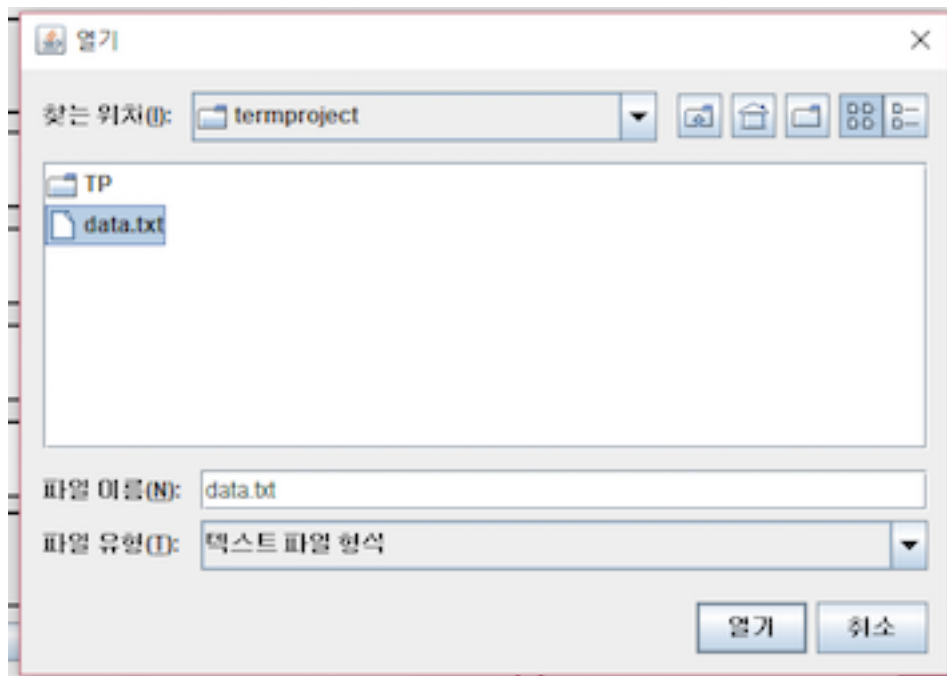 열기
찾는 위치(I): termproject
TP
data.txt
파일 이름(N): data.txt
파일 유형(T): 텍스트 파일 형식
열기 취소